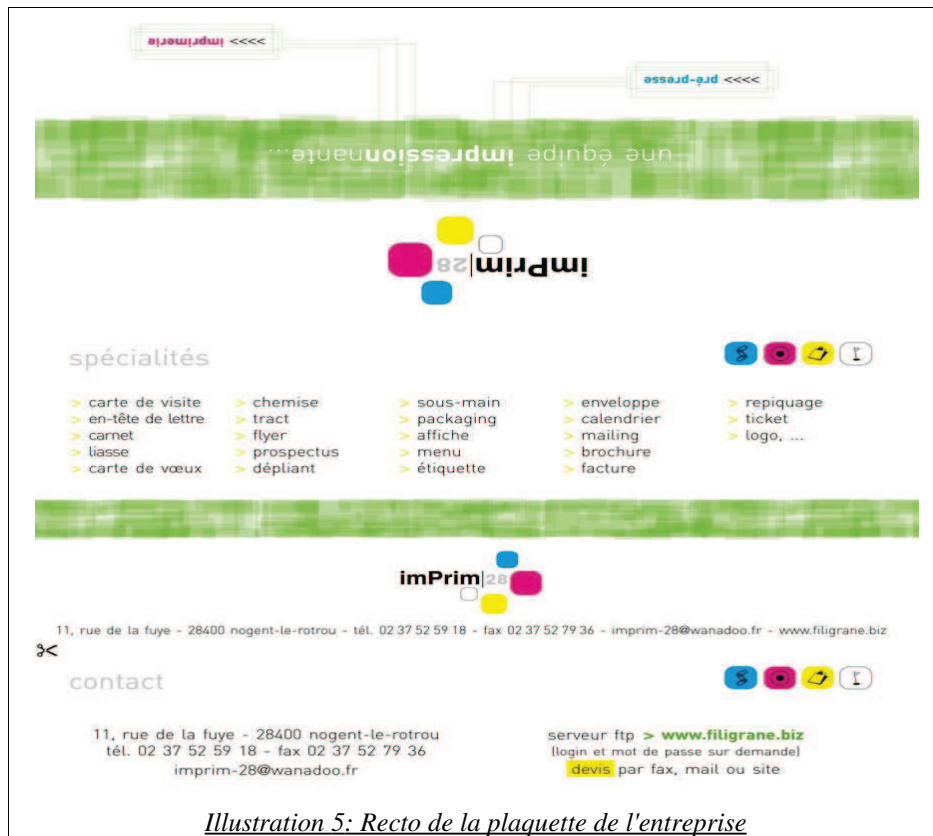 >>>> imprimerie
>>>> pré-presse
une équipe impressionnante...
imPrim|28
spécialités
> carte de visite
> en-tête de lettre
> carnet
> liasse
> carte de vœux
> chemise
> tract
> flyer
> prospectus
> dépliant
> sous-main
> packaging
> affiche
> menu
> étiquette
> enveloppe
> calendrier
> mailing
> brochure
> facture
> repiquage
> ticket
> logo, ...
imPrim|28
11, rue de la fuye - 28400 nogent-le-rotrou - tél. 02 37 52 59 18 - fax 02 37 52 79 36 - imprim-28@wanadoo.fr - www.filigrane.biz
contact
11, rue de la fuye - 28400 nogent-le-rotrou
tél. 02 37 52 59 18 - fax 02 37 52 79 36
imprim-28@wanadoo.fr
serveur ftp > www.filigrane.biz
(login et mot de passe sur demande)
devis par fax, mail ou site
Illustration 5: Recto de la plaquette de l'entreprise